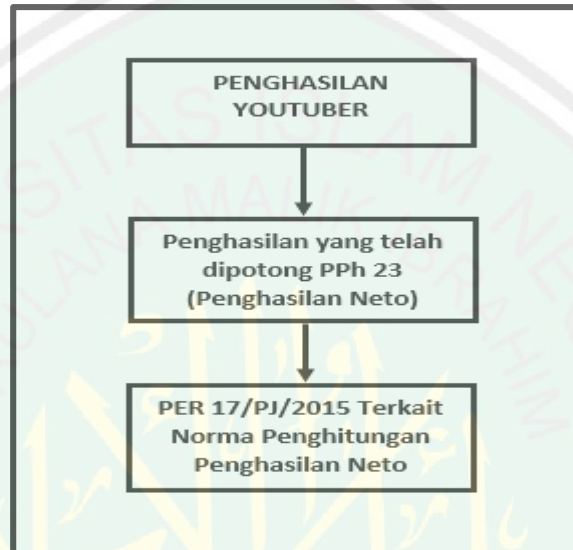 PENGHASILAN
YOUTUBER
Penghasilan yang telah
dipotong PPh 23
(Penghasilan Neto)
PER 17/PJ/2015 Terkait
Norma Penghitungan
Penghasilan Neto